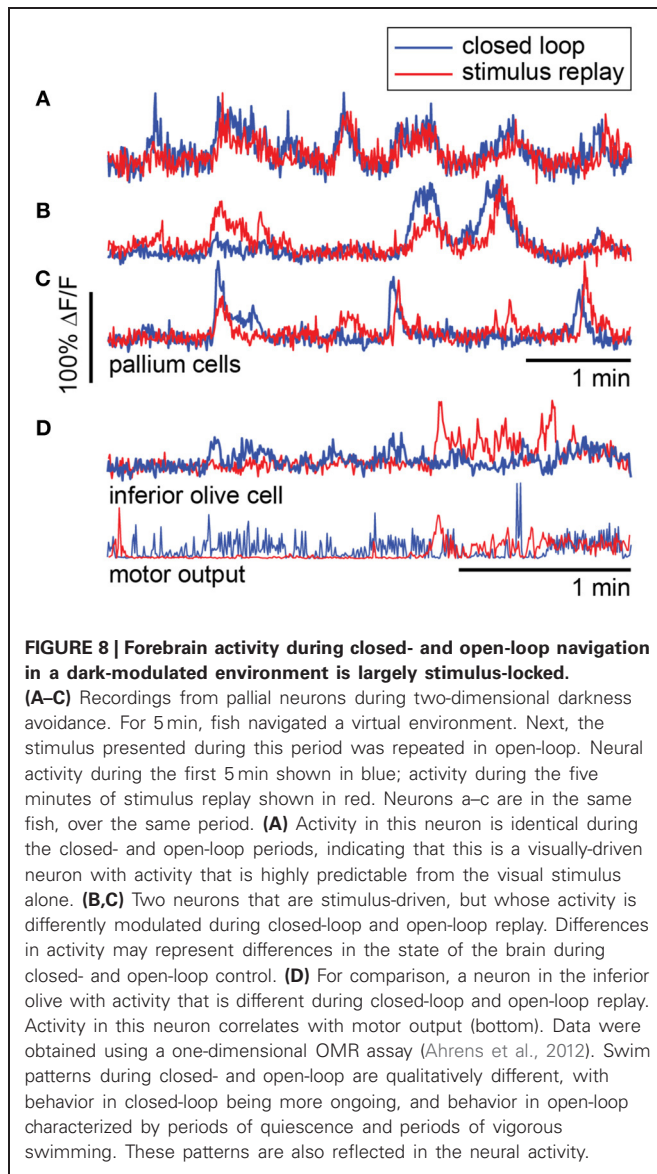 closed loop
stimulus replay
A
B
C
100% ΔF/F
pallium cells
1 min
D
inferior olive cell
motor output
1 min
FIGURE 8 | Forebrain activity during closed- and open-loop navigation
in a dark-modulated environment is largely stimulus-locked.
(A–C) Recordings from pallial neurons during two-dimensional darkness
avoidance. For 5 min, fish navigated a virtual environment. Next, the
stimulus presented during this period was repeated in open-loop. Neural
activity during the first 5 min shown in blue; activity during the five
minutes of stimulus replay shown in red. Neurons a–c are in the same
fish, over the same period. (A) Activity in this neuron is identical during
the closed- and open-loop periods, indicating that this is a visually-driven
neuron with activity that is highly predictable from the visual stimulus
alone. (B,C) Two neurons that are stimulus-driven, but whose activity is
differently modulated during closed-loop and open-loop replay. Differences
in activity may represent differences in the state of the brain during
closed- and open-loop control. (D) For comparison, a neuron in the inferior
olive with activity that is different during closed-loop and open-loop replay.
Activity in this neuron correlates with motor output (bottom). Data were
obtained using a one-dimensional OMR assay (Ahrens et al., 2012). Swim
patterns during closed- and open-loop are qualitatively different, with
behavior in closed-loop being more ongoing, and behavior in open-loop
characterized by periods of quiescence and periods of vigorous
swimming. These patterns are also reflected in the neural activity.